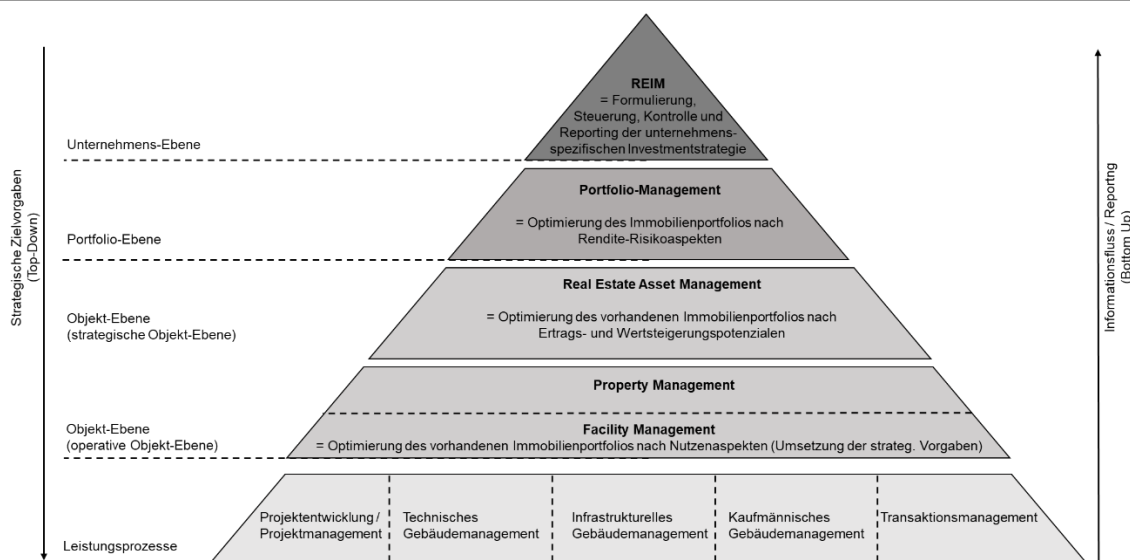 Strategische Zielvorgaben
(Top-Down)
REIM
= Formulierung,
Steuerung, Kontrolle und
Reporting der unternehmens-
spezifischen Investmentstrategie
Unternehmens-Ebene
Portfolio-Management
= Optimierung des Immobilienportfolios nach
Rendite-Risikoaspekten
Portfolio-Ebene
Real Estate Asset Management
= Optimierung des vorhandenen Immobilienportfolios nach
Ertrags- und Wertsteigerungspotenzialen
Objekt-Ebene
(strategische Objekt-Ebene)
Property Management
Facility Management
= Optimierung des vorhandenen Immobilienportfolios nach Nutzenaspekten (Umsetzung der strateg. Vorgaben)
Objekt-Ebene
(operative Objekt-Ebene)
Projektentwicklung /
Projektmanagement
Technisches
Gebäudemanagement
Infrastrukturelles
Gebäudemanagement
Kaufmännisches
Gebäudemanagement
Transaktionsmanagement
Leistungsprozesse
Informationsfluss / Reportng
(Bottom Up)